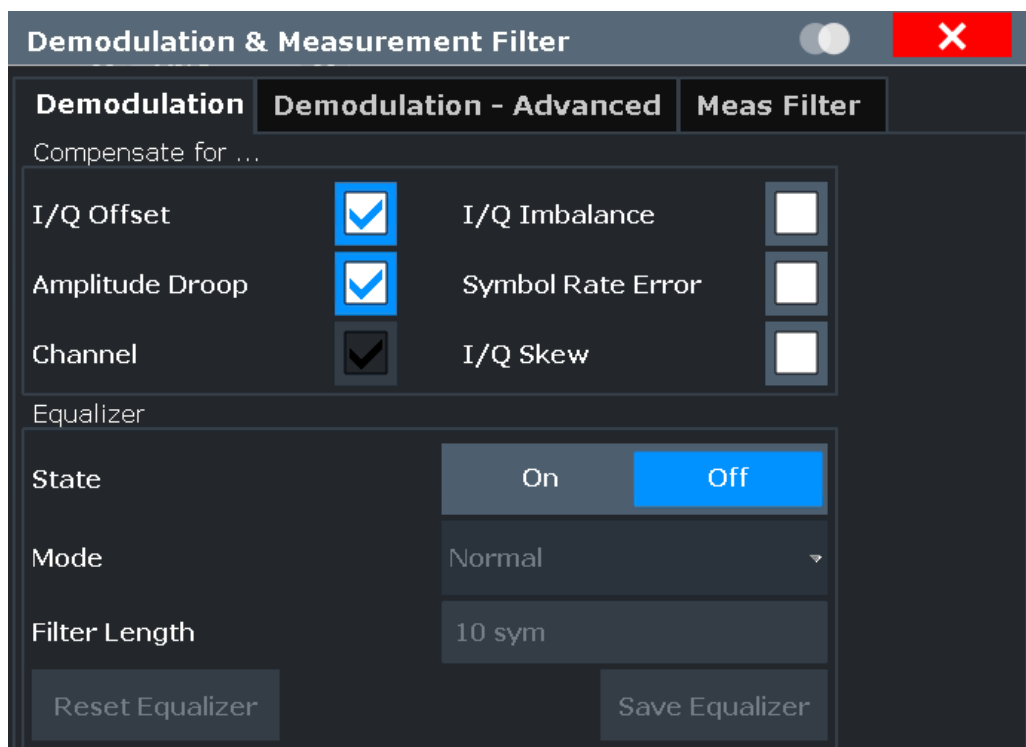 Demodulation & Measurement Filter
Demodulation Demodulation - Advanced Meas Filter
Compensate for ...
I/Q Offset I/Q Imbalance
Amplitude Droop Symbol Rate Error
Channel I/Q Skew
Equalizer
State On Off
Mode Normal
Filter Length 10 sym
Reset Equalizer Save Equalizer